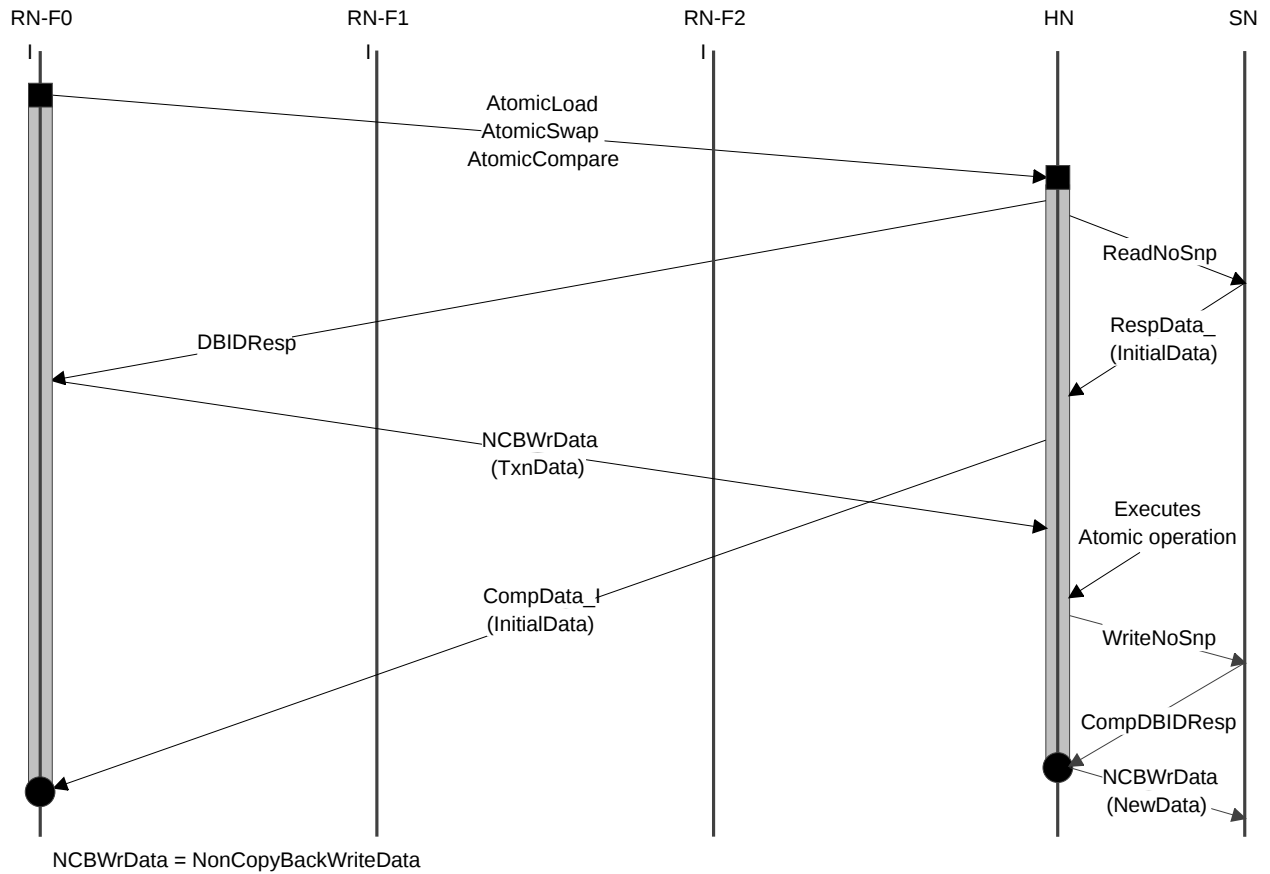 RN-F0 RN-F1 RN-F2 HN SN
I I I
AtomicLoad
AtomicSwap
AtomicCompare
ReadNoSnp
RespData_
(InitialData)
DBIDResp
NCBWrData
(TxnData)
Executes
Atomic operation
CompData_I
(InitialData)
WriteNoSnp
CompDBIDResp
NCBWrData
(NewData)
NCBWrData = NonCopyBackWriteData